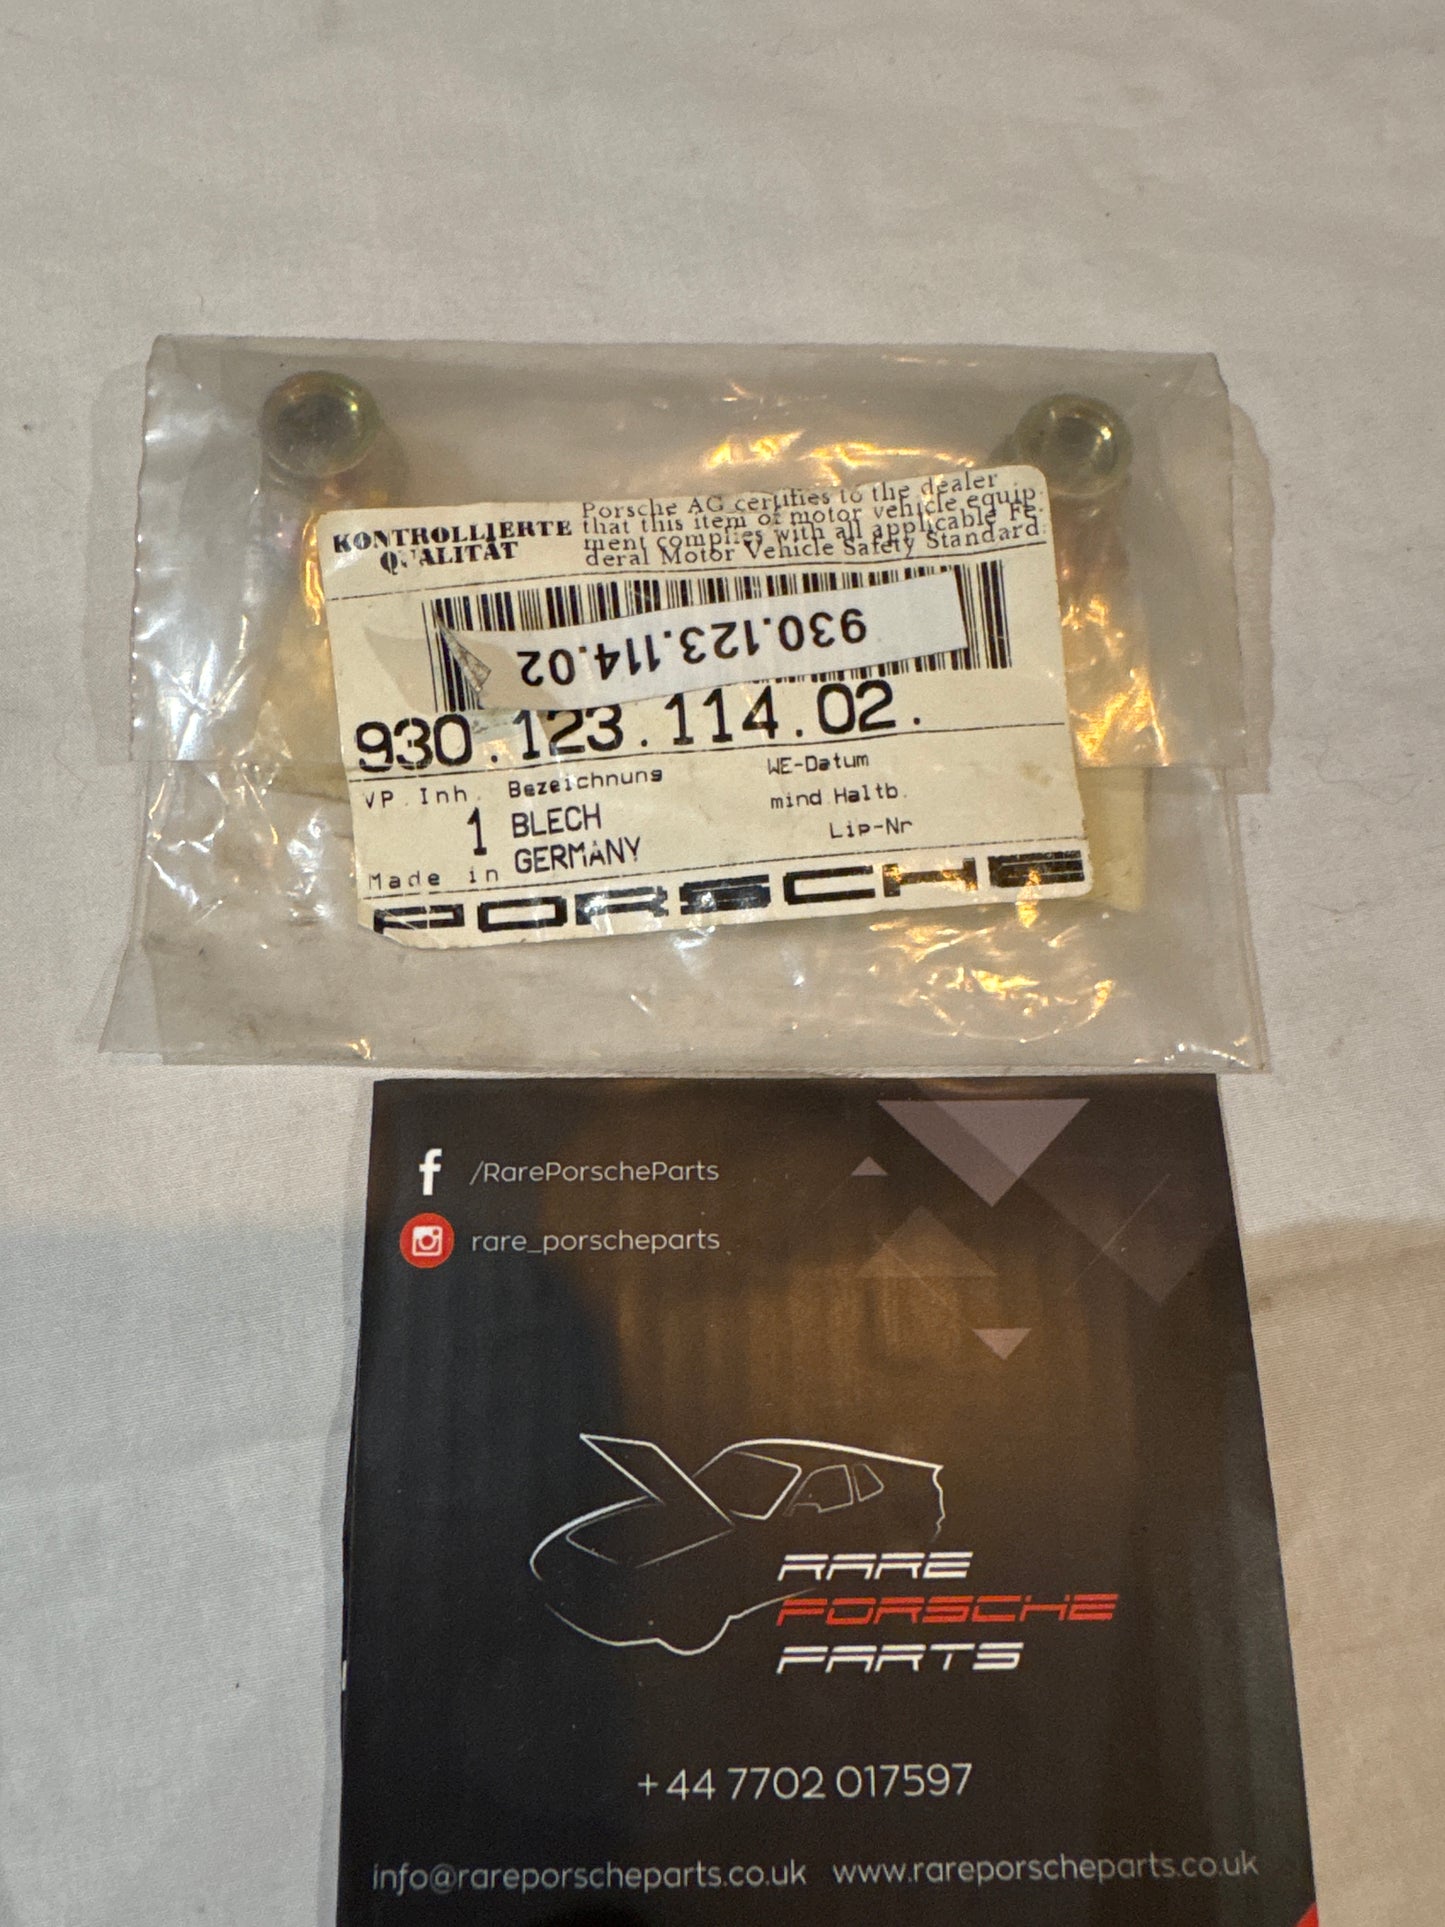 KONTROLLIERTE
QUALITÄT
Porsche AG certifies to the dealer
that this item of motor vehicle equip-
ment complies with all applicable Fe-
deral Motor Vehicle Safety Standard.
930.123.114.02
930.123.114.02.
VP.Inh. Bezeichnung WE-Datum
1 BLECH mind.Haltb.
Made in GERMANY Lip-Nr
PORSCHE
f /RarePorscheParts
rare_porscheparts
RARE
PORSCHE
PARTS
+44 7702 017597
info@rareporscheparts.co.uk www.rareporscheparts.co.uk